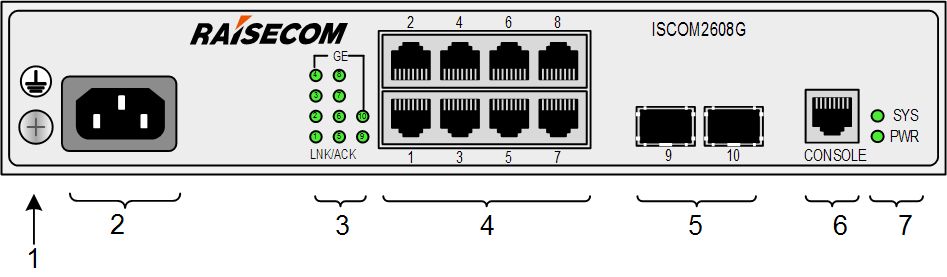 RAISECOM
ISCOM2608G
GE
2 4 6 8
4 8
3 7
2 6 10
1 5 9
LNK/ACK
1 3 5 7
9 10
CONSOLE
SYS
PWR
1 2 3 4 5 6 7